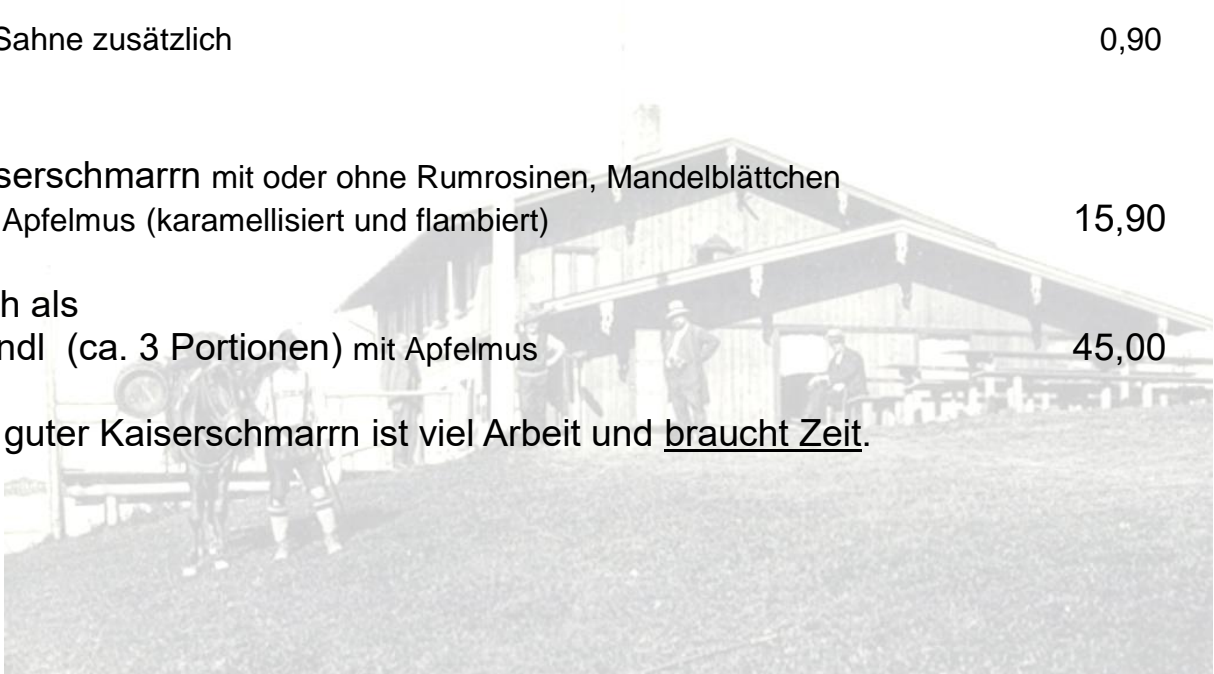 Sahne zusätzlich 0,90
serschmarrn mit oder ohne Rumrosinen, Mandelblättchen
Apfelmus (karamellisiert und flambiert) 15,90
h als
ndl (ca. 3 Portionen) mit Apfelmus 45,00
guter Kaiserschmarrn ist viel Arbeit und braucht Zeit.